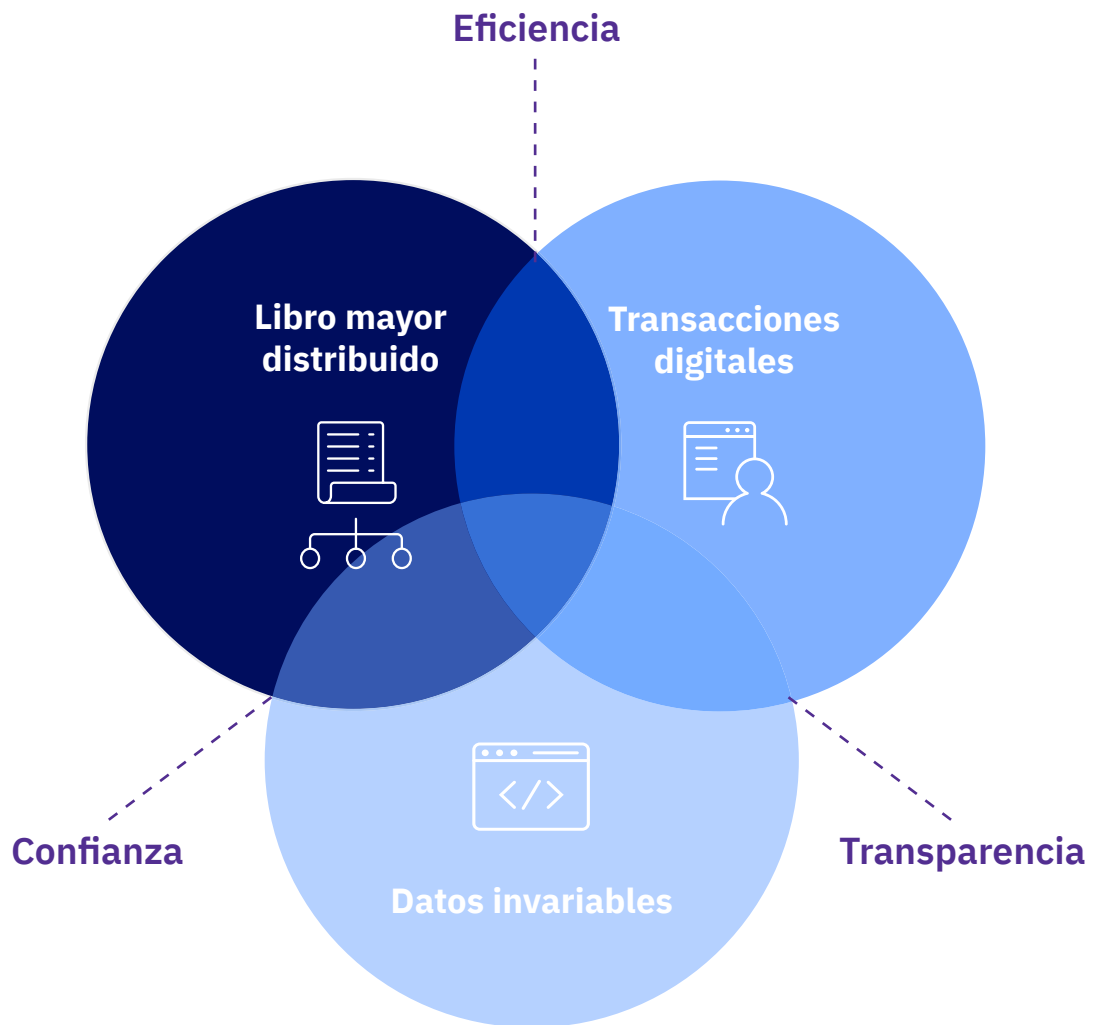 Eficiencia
Libro mayor
distribuido
Transacciones
digitales
Confianza
Transparencia
Datos invariables